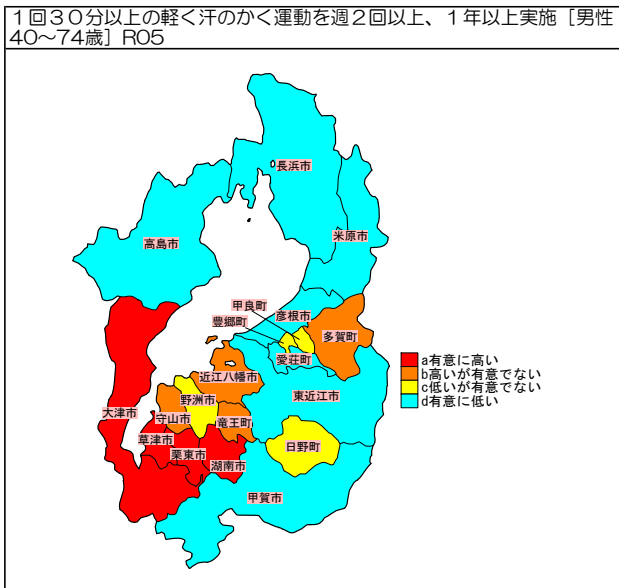 1回30分以上の軽く汗のかく運動を週2回以上、1年以上実施［男性
40～74歳］R05
長浜市
米原市
高島市
甲良町
彦根市
豊郷町
多賀町
愛荘町
近江八幡市
東近江市
野洲市
大津市
守山市
竜王町
草津市
栗東市
日野町
湖南市
甲賀市
a有意に高い
b高いが有意でない
c低いが有意でない
d有意に低い